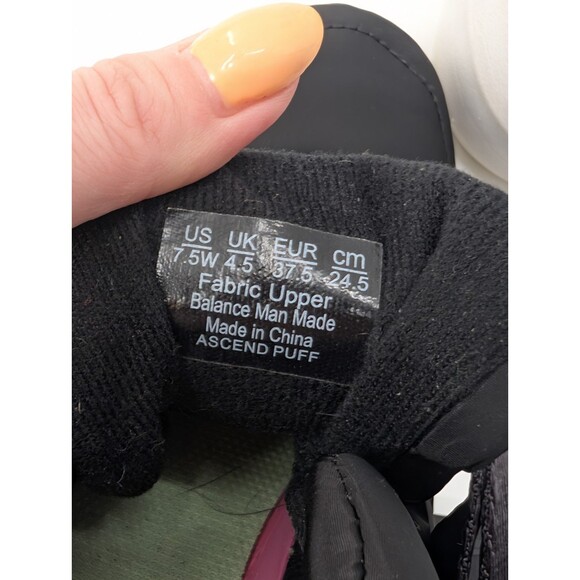 US UK EUR cm
7.5W 4.5 37.5 24.5
Fabric Upper
Balance Man Made
Made in China
ASCEND PUFF